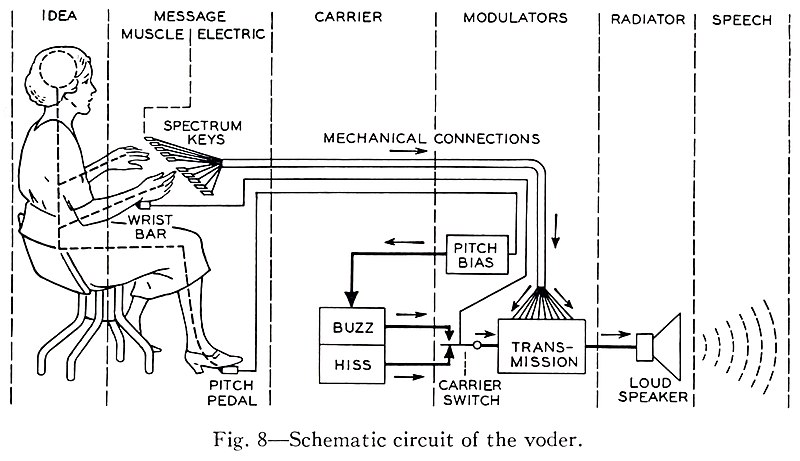 IDEA
MESSAGE
MUSCLE ELECTRIC
CARRIER
MODULATORS
RADIATOR
SPEECH
SPECTRUM
KEYS
MECHANICAL CONNECTIONS
WRIST
BAR
PITCH
BIAS
BUZZ
HISS
TRANS-
MISSION
CARRIER
SWITCH
LOUD
SPEAKER
PITCH
PEDAL
Fig. 8—Schematic circuit of the voder.